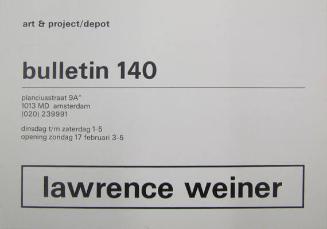 art & project/depot
bulletin 140
planciusstraat 9A"
1013 MD amsterdam
(020) 239991
dinsdag t/m zaterdag 1-5
opening zondag 17 februari 3-5
lawrence weiner